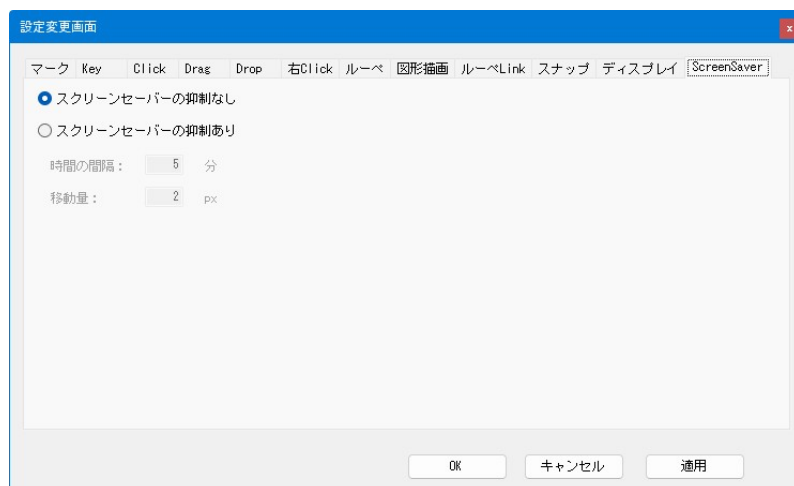 設定変更画面
x
マーク Key Click Drag Drop 右Click ルーペ 図形描画 ルーペLink スナップ ディスプレイ ScreenSaver
スクリーンセーバーの抑制なし
スクリーンセーバーの抑制あり
時間の間隔： 5 分
移動量： 2 px
OK キャンセル 適用